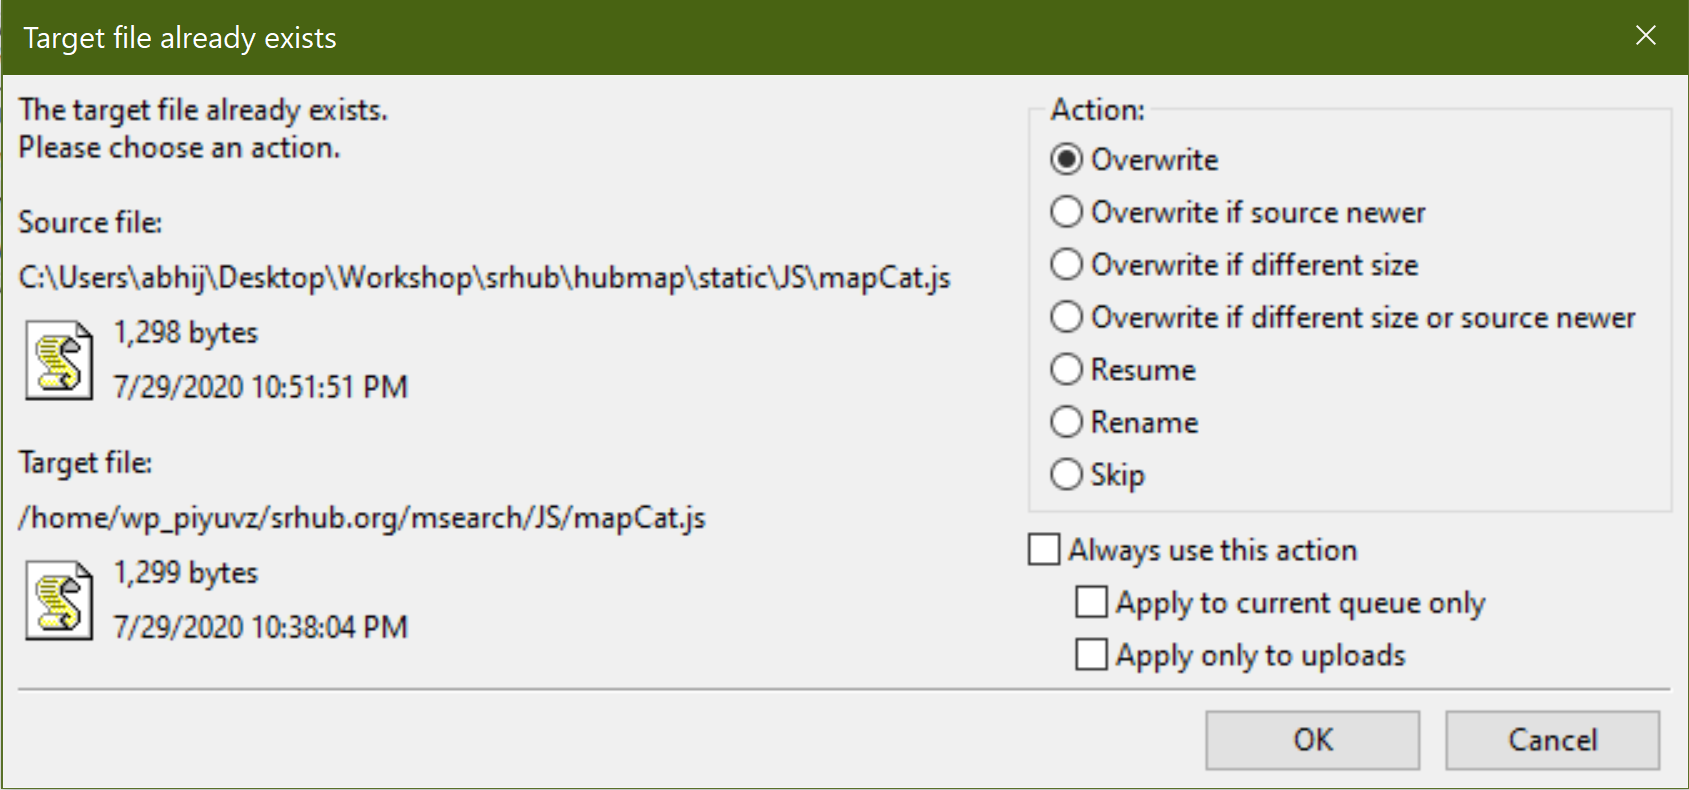 Target file already exists
The target file already exists.
Please choose an action.
Source file:
C:\Users\abhij\Desktop\Workshop\srhub\hubmap\static\JS\mapCat.js
1,298 bytes
7/29/2020 10:51:51 PM
Target file:
/home/wp_piyuvz/srhub.org/msearch/JS/mapCat.js
1,299 bytes
7/29/2020 10:38:04 PM
Action:
Overwrite
Overwrite if source newer
Overwrite if different size
Overwrite if different size or source newer
Resume
Rename
Skip
Always use this action
Apply to current queue only
Apply only to uploads
OK
Cancel